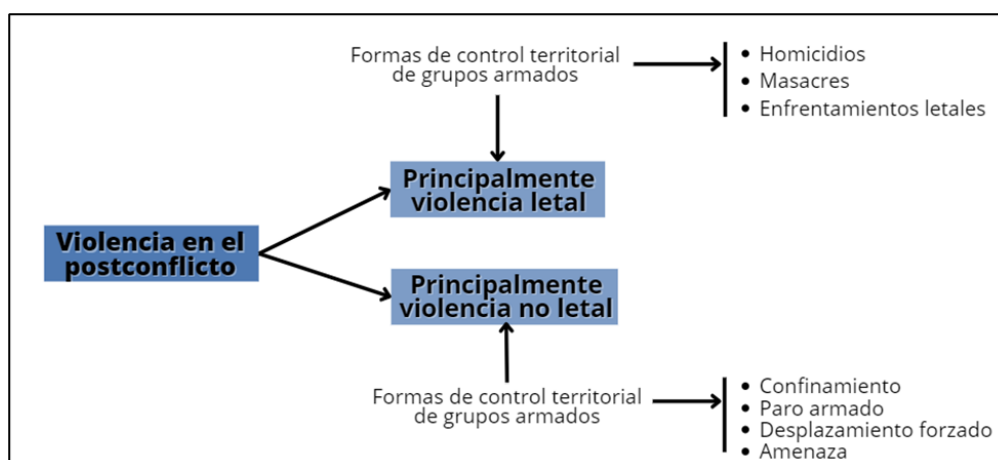 Formas de control territorial
de grupos armados
• Homicidios
• Masacres
• Enfrentamientos letales
Principalmente
violencia letal
Violencia en el
postconflicto
Principalmente
violencia no letal
Formas de control territorial
de grupos armados
• Confinamiento
• Paro armado
• Desplazamiento forzado
• Amenaza